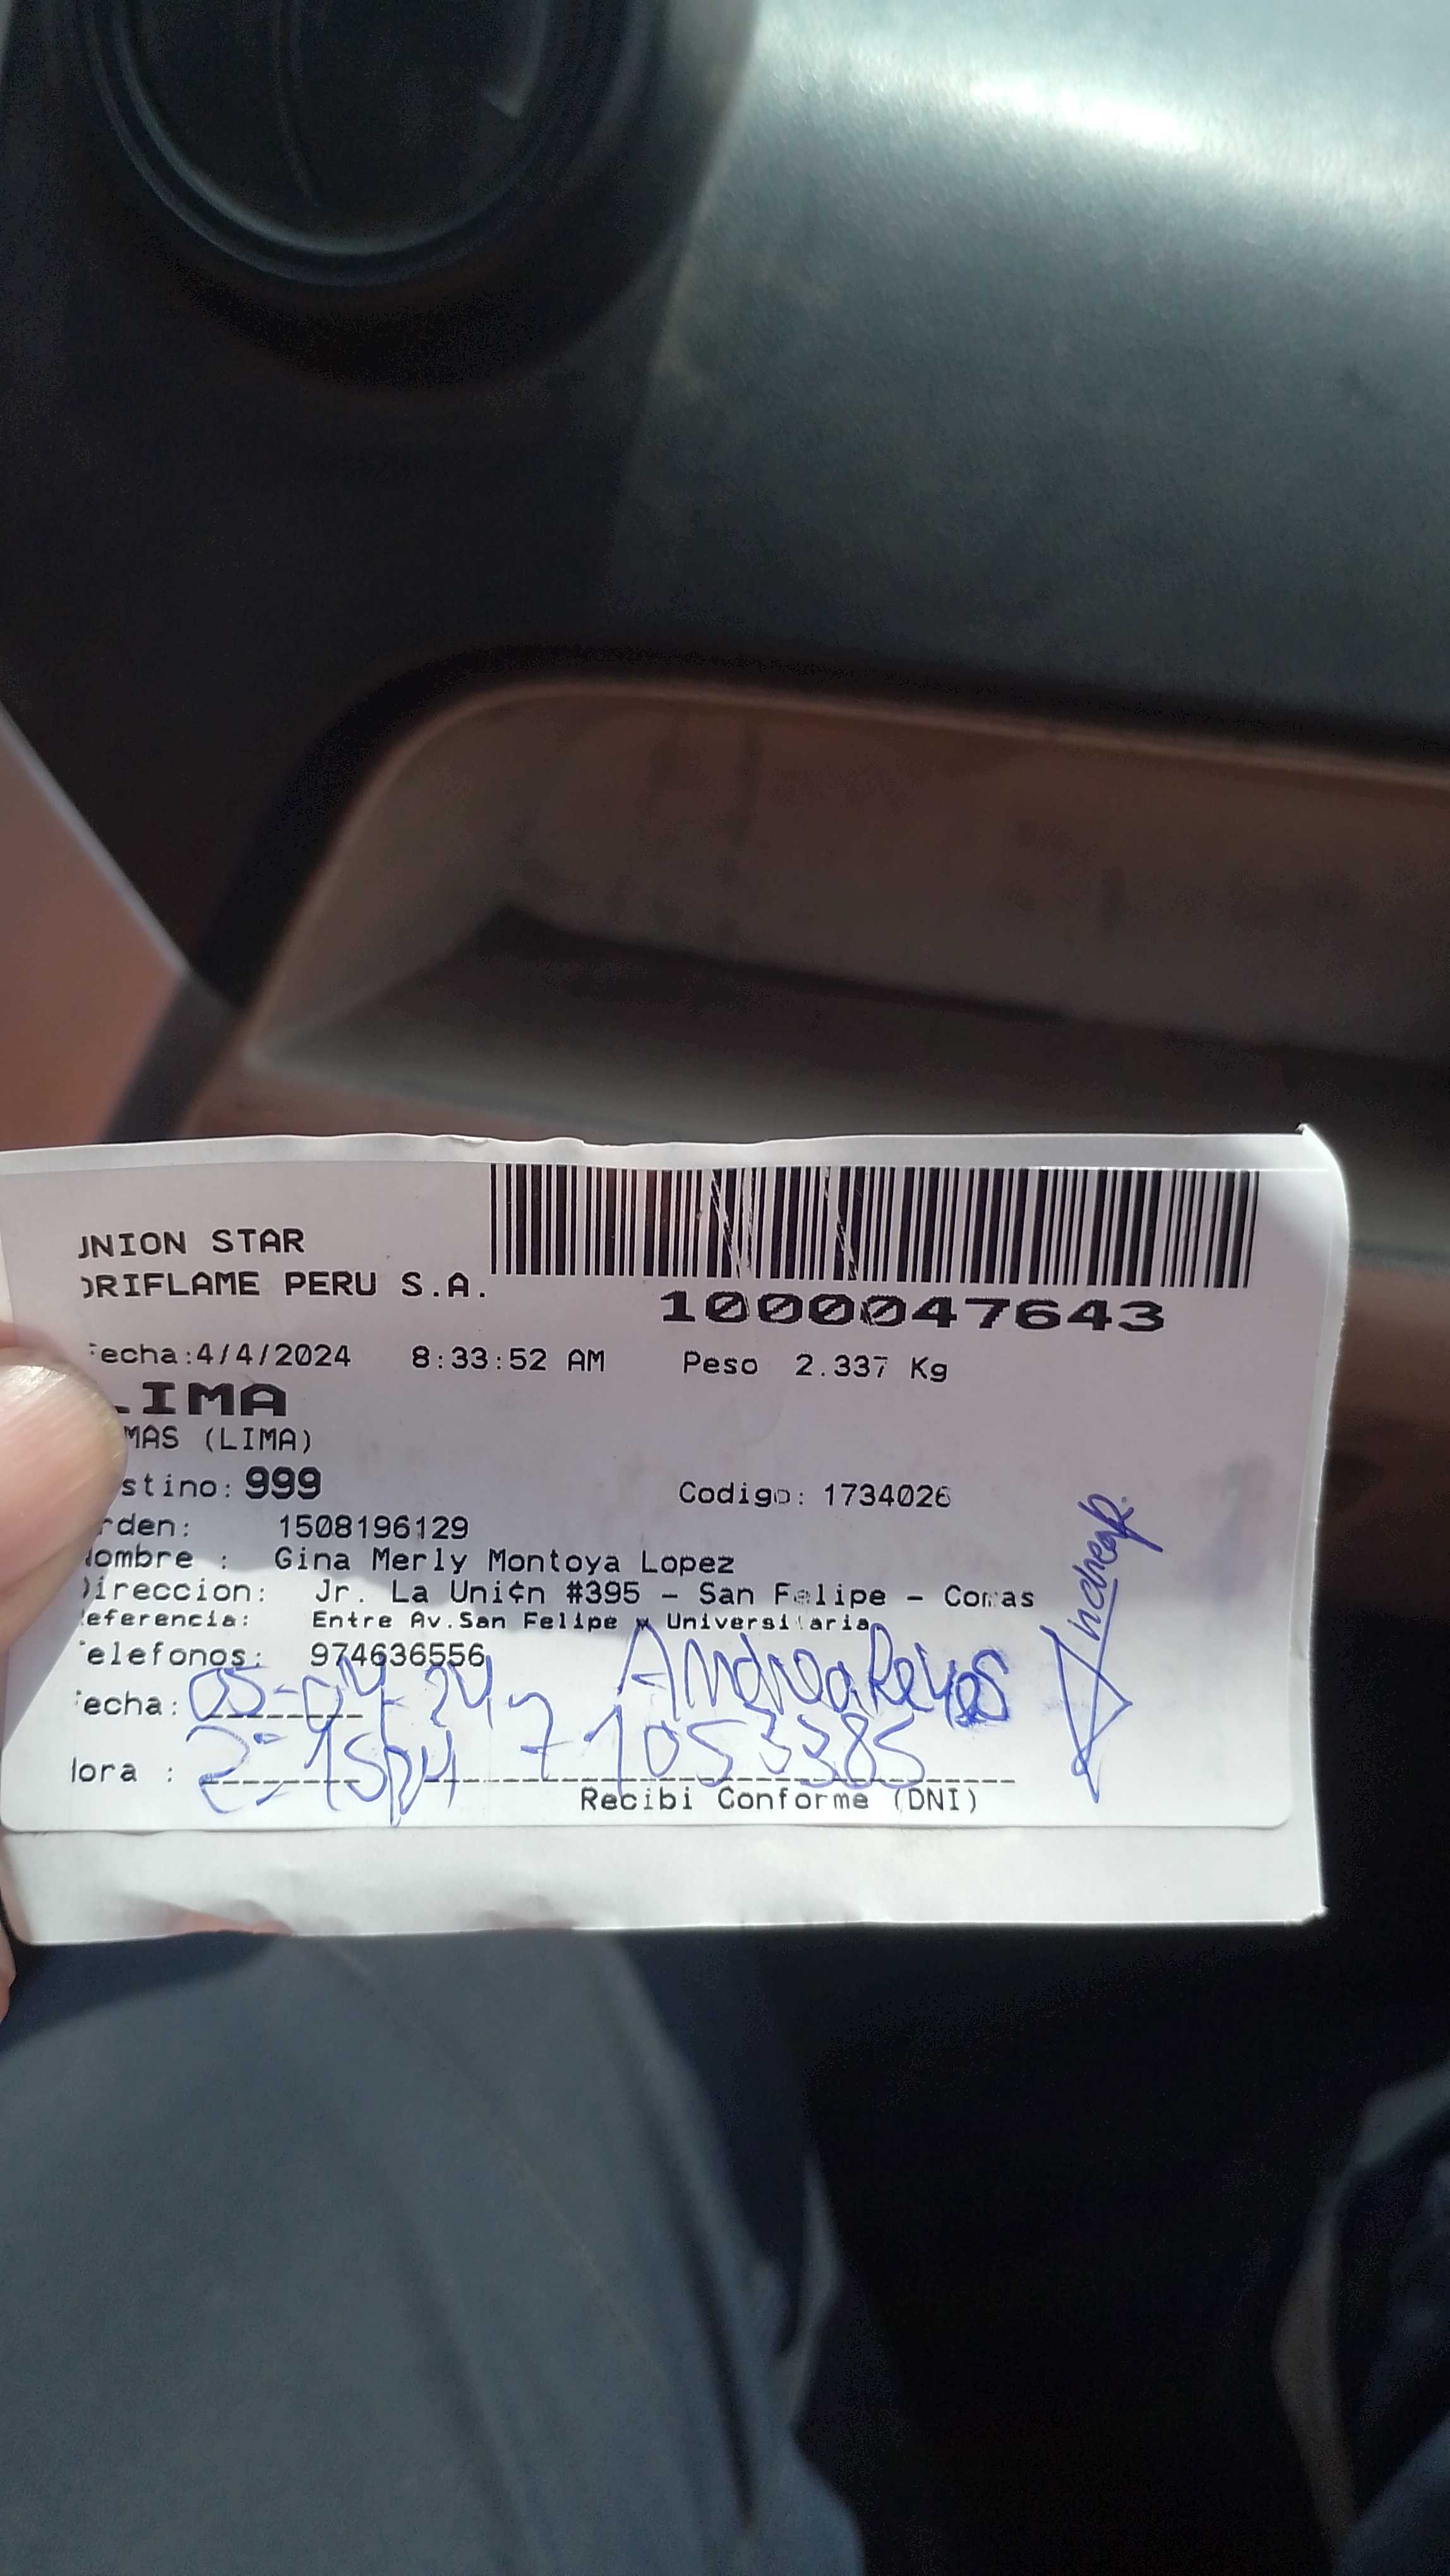 UNION STAR
ORIFLAME PERU S.A.
1000047643
Fecha:4/4/2024 8:33:52 AM Peso 2.337 Kg
LIMA
MAS (LIMA)
stino: 999 Codigo: 1734026
rden: 1508196129
Nombre : Gina Merly Montoya Lopez
Direccion: Jr. La Uni¢n #395 - San Felipe - Comas
Referencia: Entre Av.San Felipe y Universitaria
Telefonos: 974636556
Andrea Reyes
Fecha: 05-04-24
71053385
Hora : 2:15pm
Recibi Conforme (DNI)